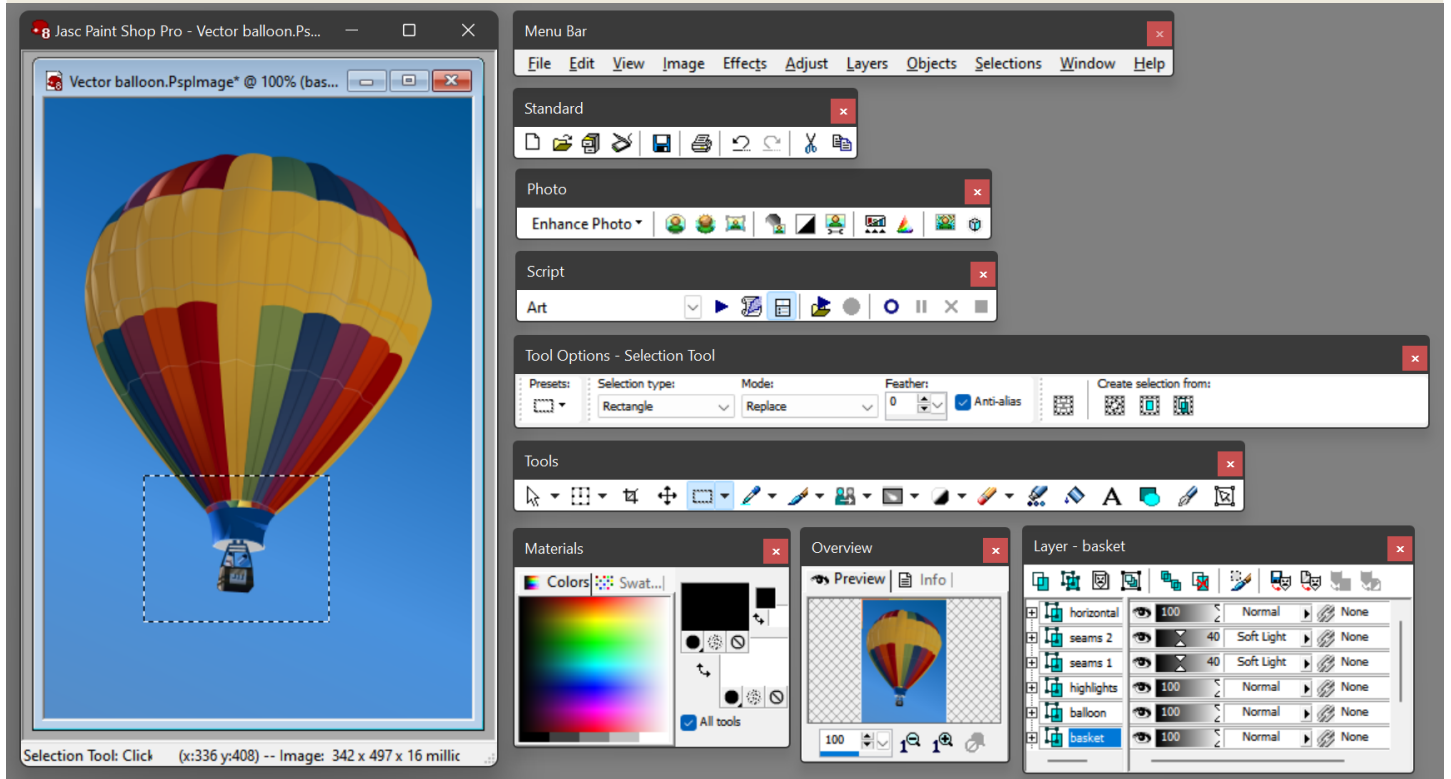 8 Jasc Paint Shop Pro - Vector balloon.Ps...
Vector balloon.PspImage* @ 100% (bas...
Selection Tool: Click (x:336 y:408) -- Image: 342 x 497 x 16 millic
Menu Bar
File Edit View Image Effects Adjust Layers Objects Selections Window Help
Standard
Photo
Enhance Photo
Script
Art
Tool Options - Selection Tool
Presets: Selection type: Mode: Feather: Create selection from:
Rectangle Replace 0 Anti-alias
Tools
A
Materials
Colors Swat...
All tools
Overview
Preview Info
100 1 1
Layer - basket
horizontal 100 Normal None
seams 2 40 Soft Light None
seams 1 40 Soft Light None
highlights 100 Normal None
balloon 100 Normal None
basket 100 Normal None